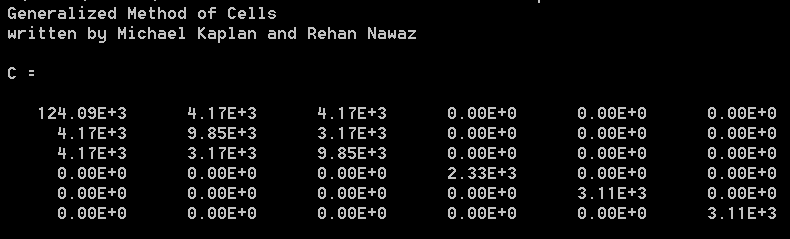 Generalized Method of Cells
written by Michael Kaplan and Rehan Nawaz
C =
124.09E+3 4.17E+3 4.17E+3 0.00E+0 0.00E+0 0.00E+0
4.17E+3 9.85E+3 3.17E+3 0.00E+0 0.00E+0 0.00E+0
4.17E+3 3.17E+3 9.85E+3 0.00E+0 0.00E+0 0.00E+0
0.00E+0 0.00E+0 0.00E+0 2.33E+3 0.00E+0 0.00E+0
0.00E+0 0.00E+0 0.00E+0 0.00E+0 3.11E+3 0.00E+0
0.00E+0 0.00E+0 0.00E+0 0.00E+0 0.00E+0 3.11E+3